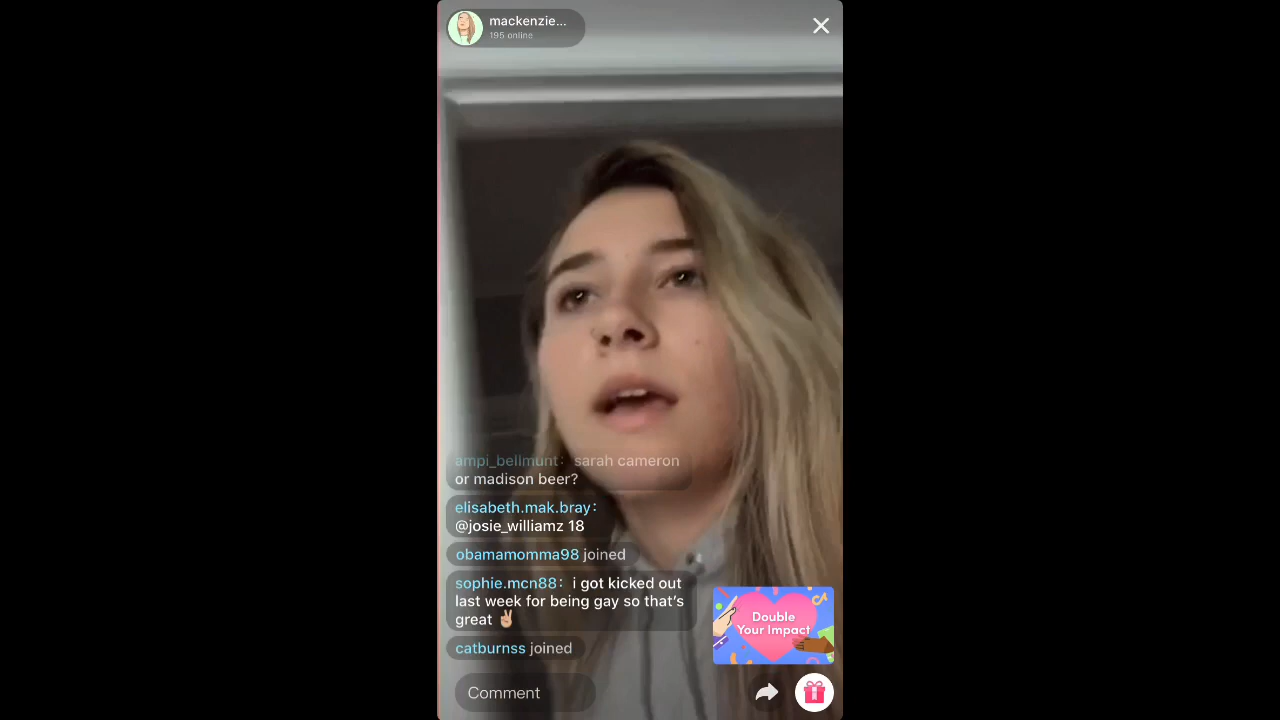 mackenzie...
195 online
ampi_bellmunt: sarah cameron
or madison beer?
elisabeth.mak.bray:
@josie_williamz 18
obamamomma98 joined
sophie.mcn88: i got kicked out
last week for being gay so that's
great ✌🏼
catburnss joined
Double
Your Impact
Comment